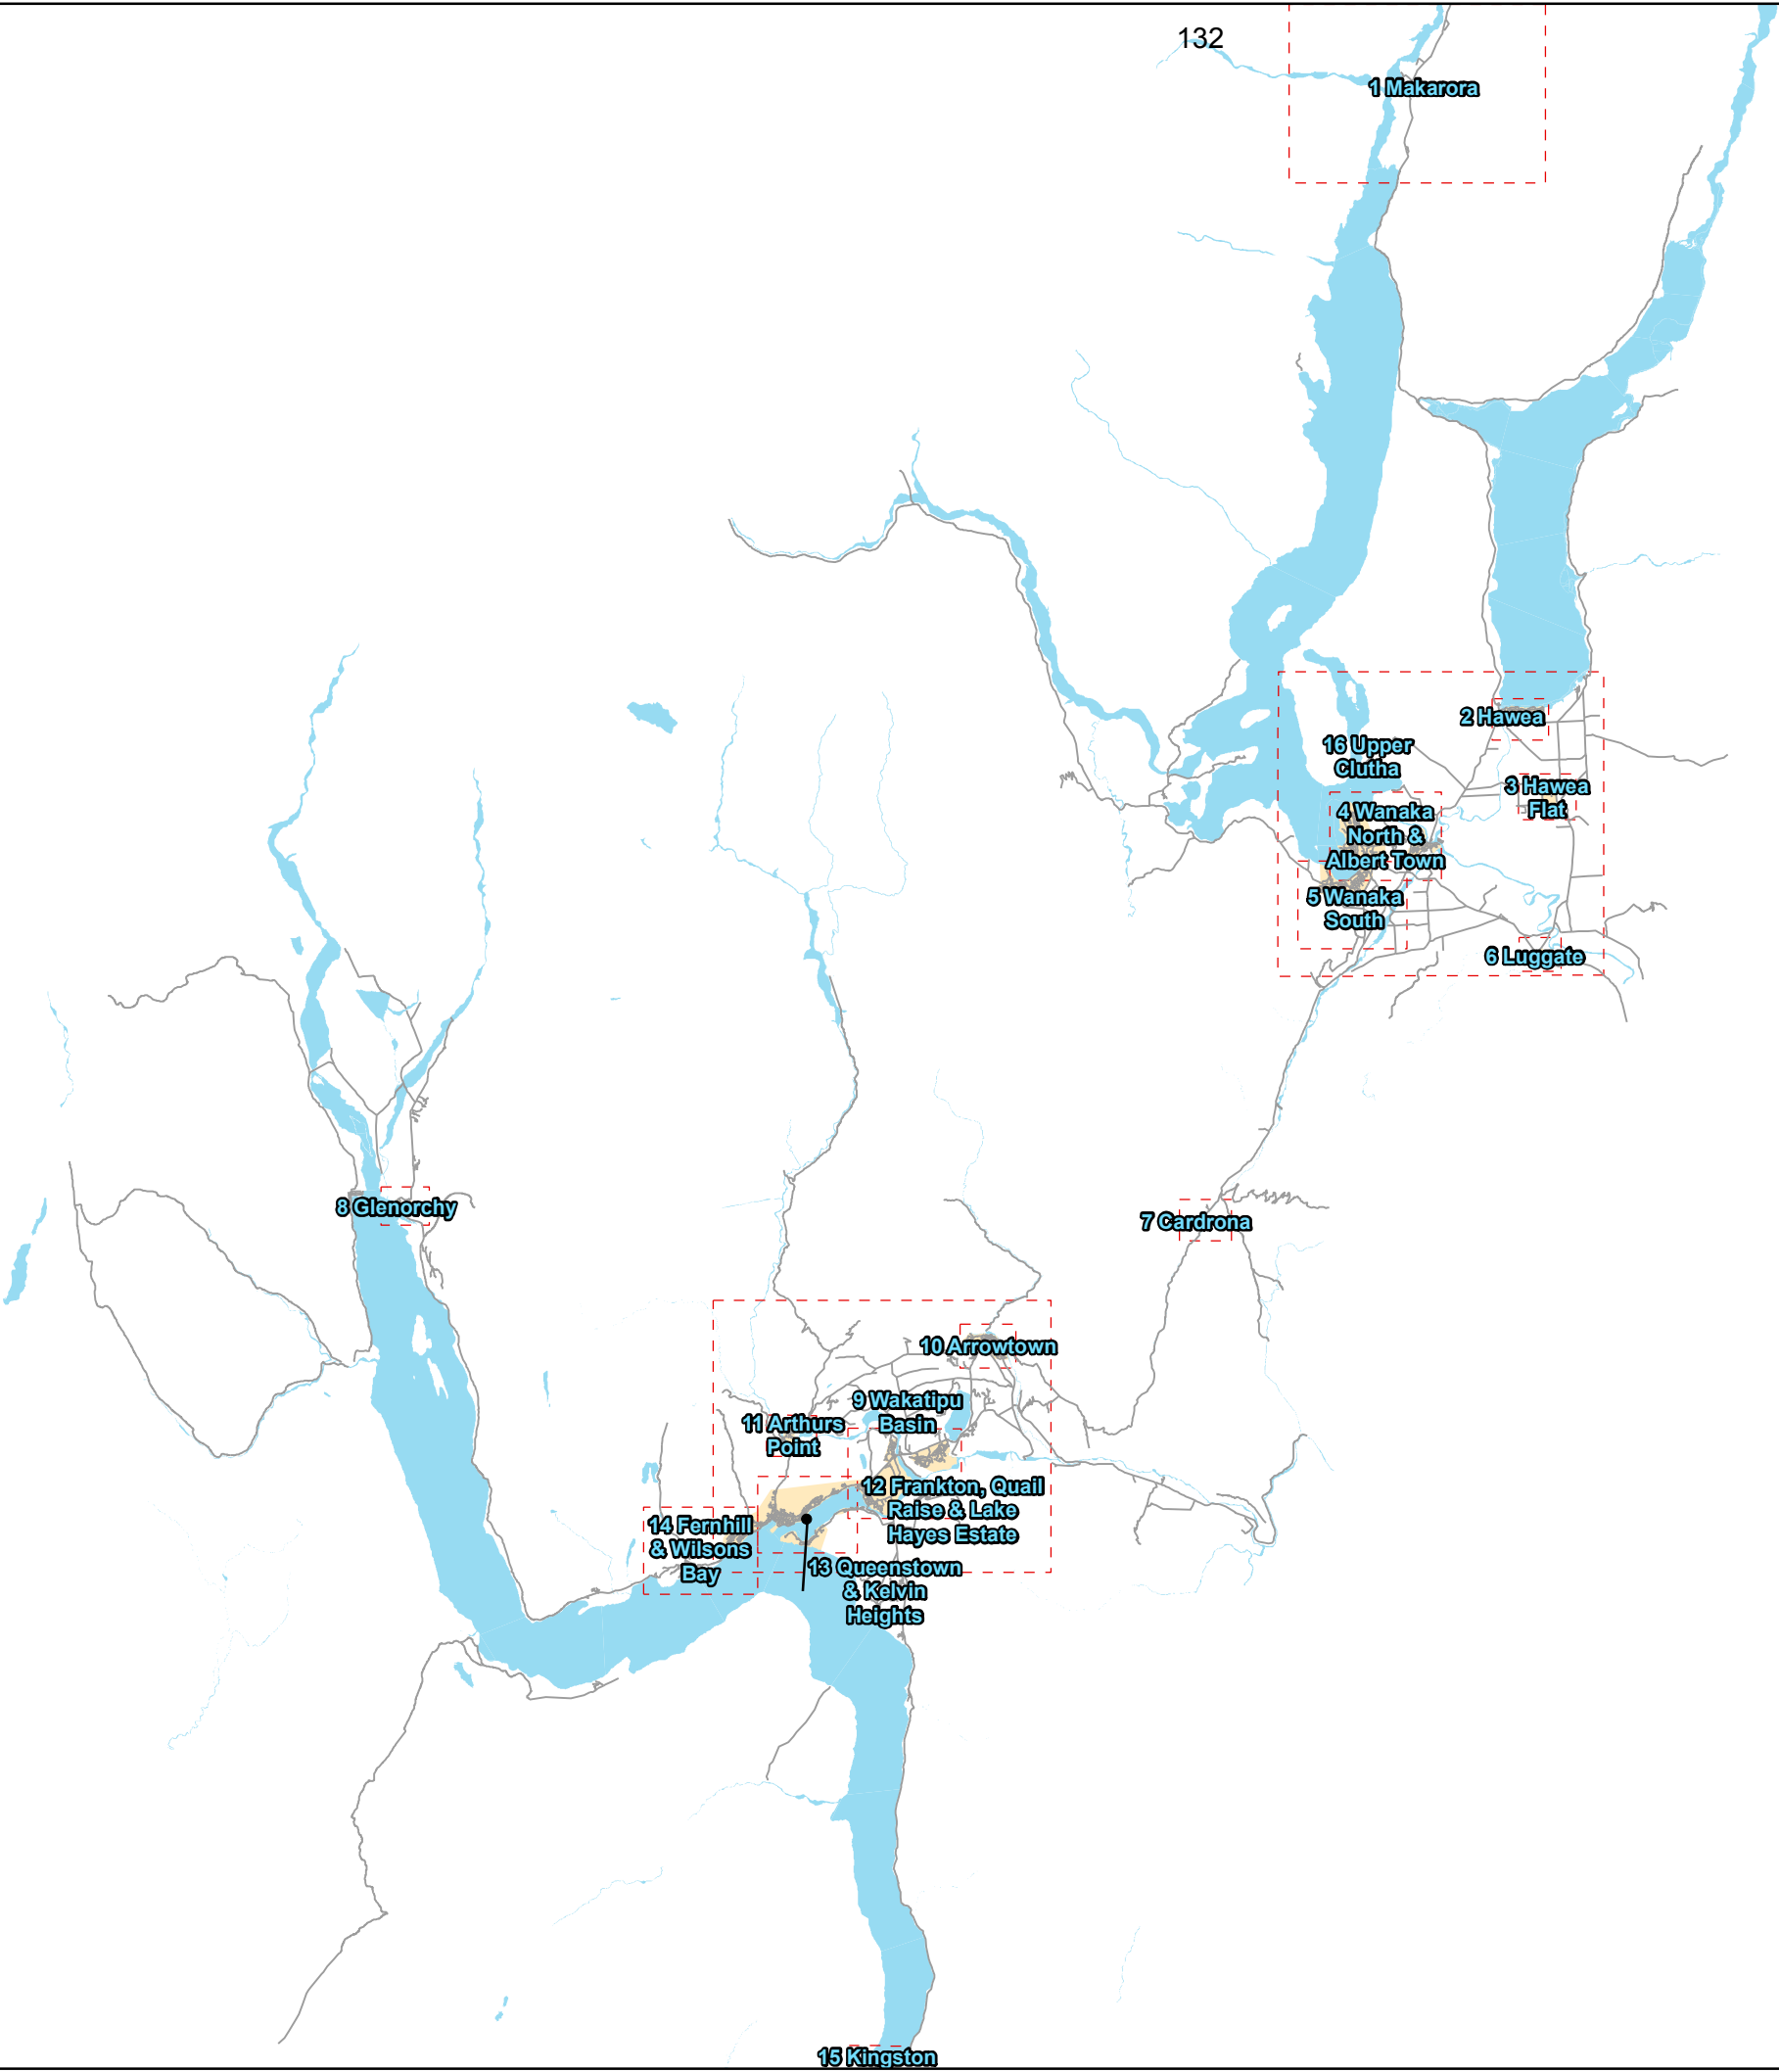 132
1 Makarora
2 Hawea
16 Upper
Clutha
3 Hawea
Flat
4 Wanaka
North &
Albert Town
5 Wanaka
South
6 Luggate
8 Glenorchy
7 Cardrona
10 Arrowtown
9 Wakatipu
Basin
11 Arthurs
Point
12 Frankton, Quail
Raise & Lake
Hayes Estate
14 Fernhill
& Wilsons
Bay
13 Queenstown
& Kelvin
Heights
15 Kingston